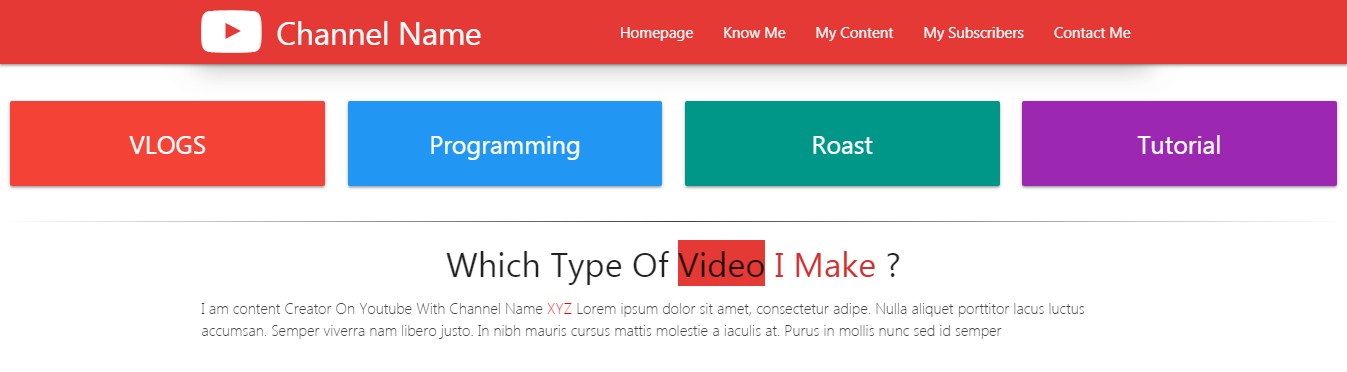 Channel Name
Homepage Know Me My Content My Subscribers Contact Me
VLOGS Programming Roast Tutorial
Which Type Of Video I Make ?
I am content Creator On Youtube With Channel Name XYZ Lorem ipsum dolor sit amet, consectetur adipe. Nulla aliquet porttitor lacus luctus
accumsan. Semper viverra nam libero justo. In nibh mauris cursus mattis molestie a iaculis at. Purus in mollis nunc sed id semper